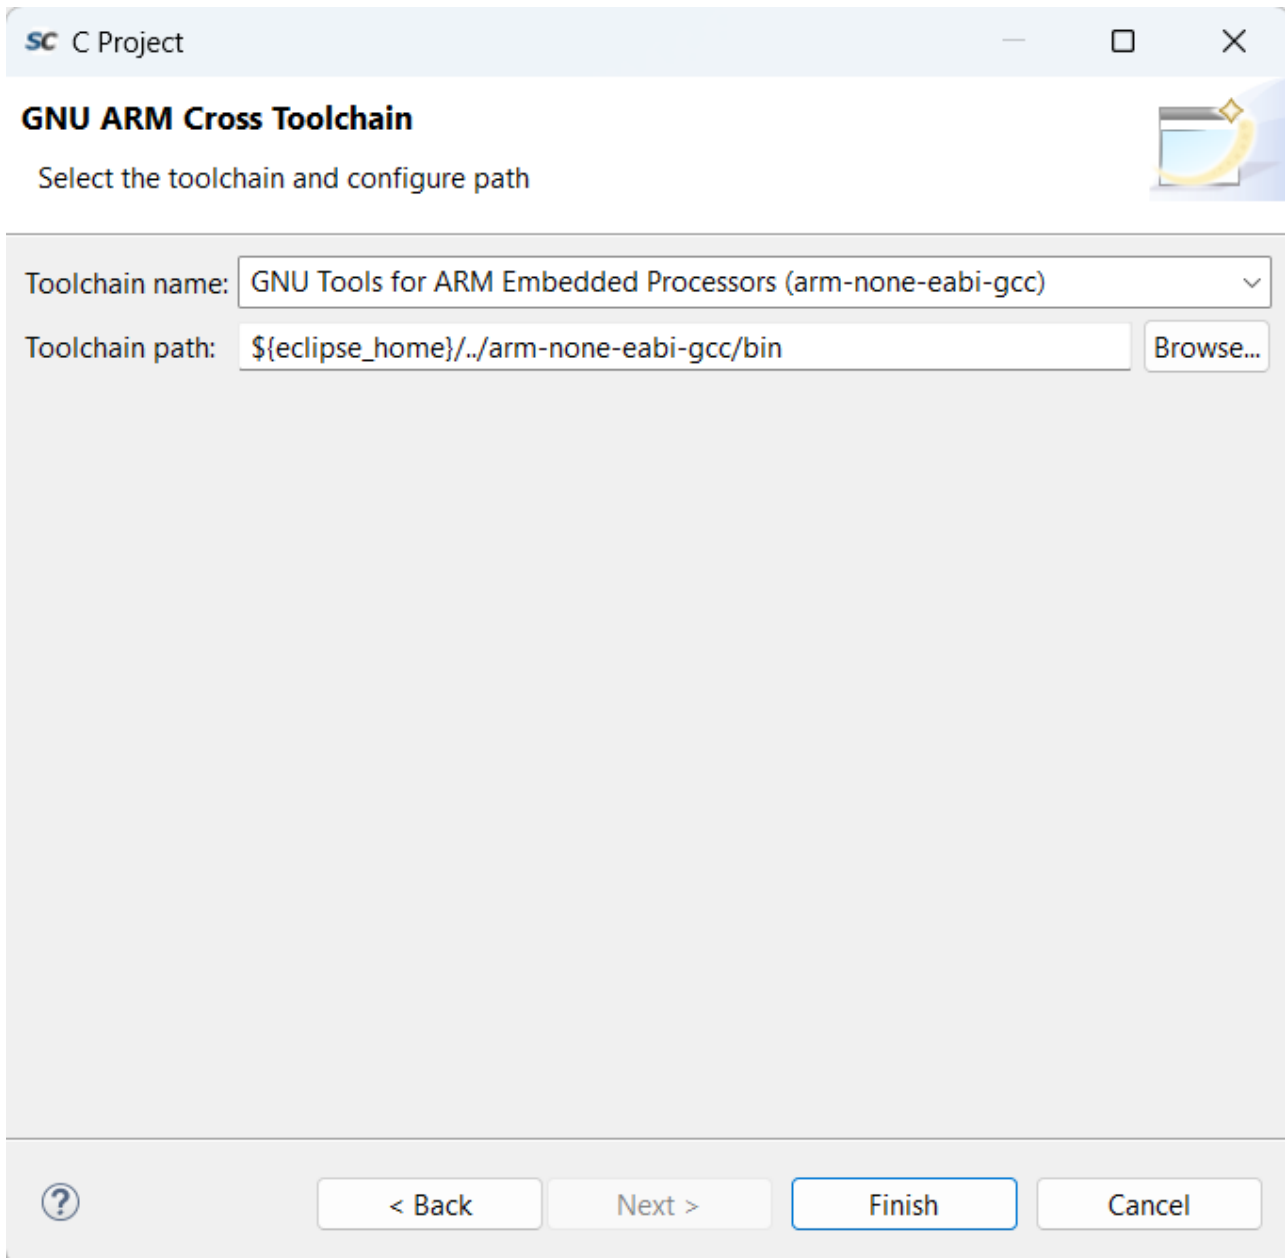 SC C Project
GNU ARM Cross Toolchain
Select the toolchain and configure path
Toolchain name: GNU Tools for ARM Embedded Processors (arm-none-eabi-gcc)
Toolchain path: ${eclipse_home}/../arm-none-eabi-gcc/bin Browse...
? < Back Next > Finish Cancel